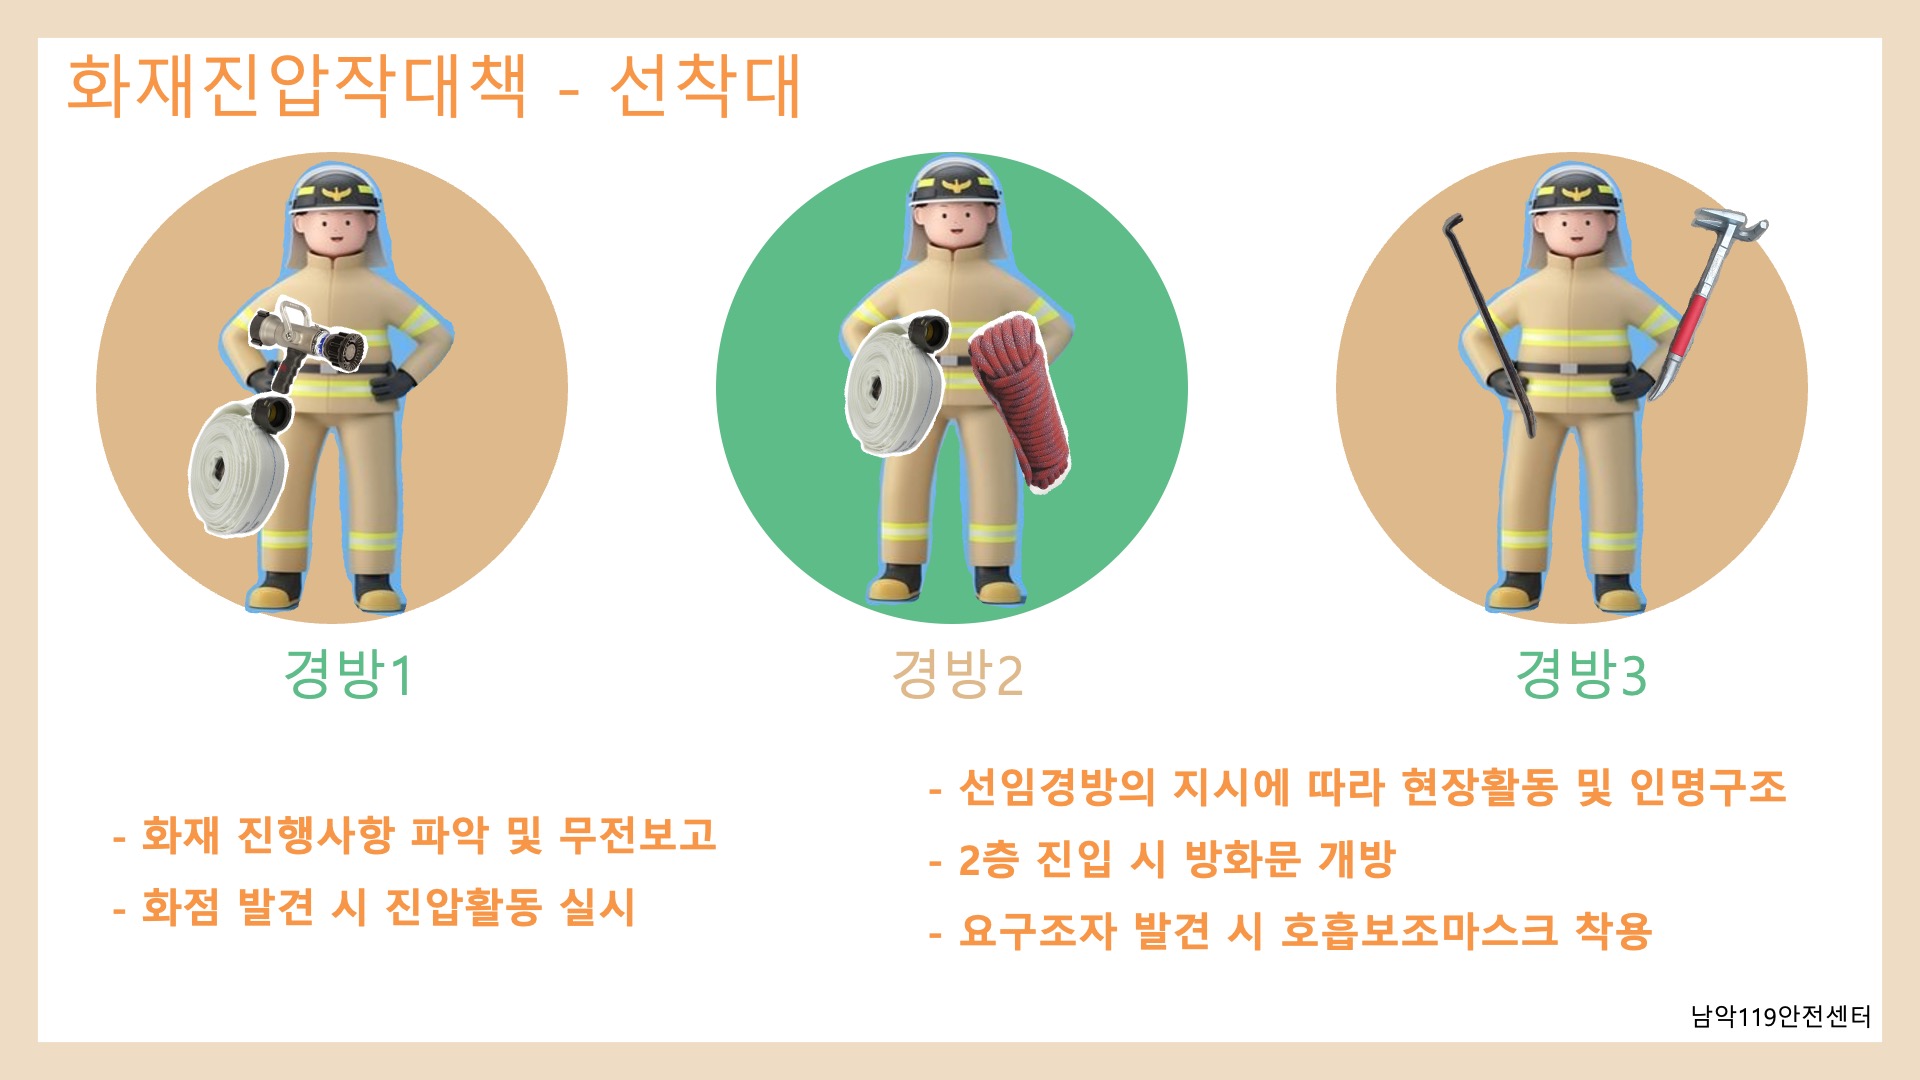 화재진압작대책 - 선착대
경방1
경방2
경방3
- 화재 진행사항 파악 및 무전보고
- 화점 발견 시 진압활동 실시
- 선임경방의 지시에 따라 현장활동 및 인명구조
- 2층 진입 시 방화문 개방
- 요구조자 발견 시 호흡보조마스크 착용
남악119안전센터